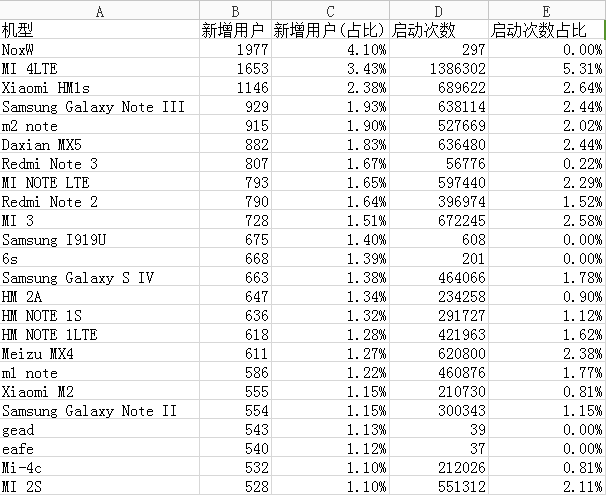 A B C D E
机型 新增用户 新增用户(占比) 启动次数 启动次数占比
NoxW 1977 4.10% 297 0.00%
MI 4LTE 1653 3.43% 1386302 5.31%
Xiaomi HM1s 1146 2.38% 689622 2.64%
Samsung Galaxy Note III 929 1.93% 638114 2.44%
m2 note 915 1.90% 527669 2.02%
Daxian MX5 882 1.83% 636480 2.44%
Redmi Note 3 807 1.67% 56776 0.22%
MI NOTE LTE 793 1.65% 597440 2.29%
Redmi Note 2 790 1.64% 396974 1.52%
MI 3 728 1.51% 672245 2.58%
Samsung I919U 675 1.40% 608 0.00%
6s 668 1.39% 201 0.00%
Samsung Galaxy S IV 663 1.38% 464066 1.78%
HM 2A 647 1.34% 234258 0.90%
HM NOTE 1S 636 1.32% 291727 1.12%
HM NOTE 1LTE 618 1.28% 421963 1.62%
Meizu MX4 611 1.27% 620800 2.38%
m1 note 586 1.22% 460876 1.77%
Xiaomi M2 555 1.15% 210730 0.81%
Samsung Galaxy Note II 554 1.15% 300343 1.15%
gead 543 1.13% 39 0.00%
eafe 540 1.12% 37 0.00%
Mi-4c 532 1.10% 212026 0.81%
MI 2S 528 1.10% 551312 2.11%